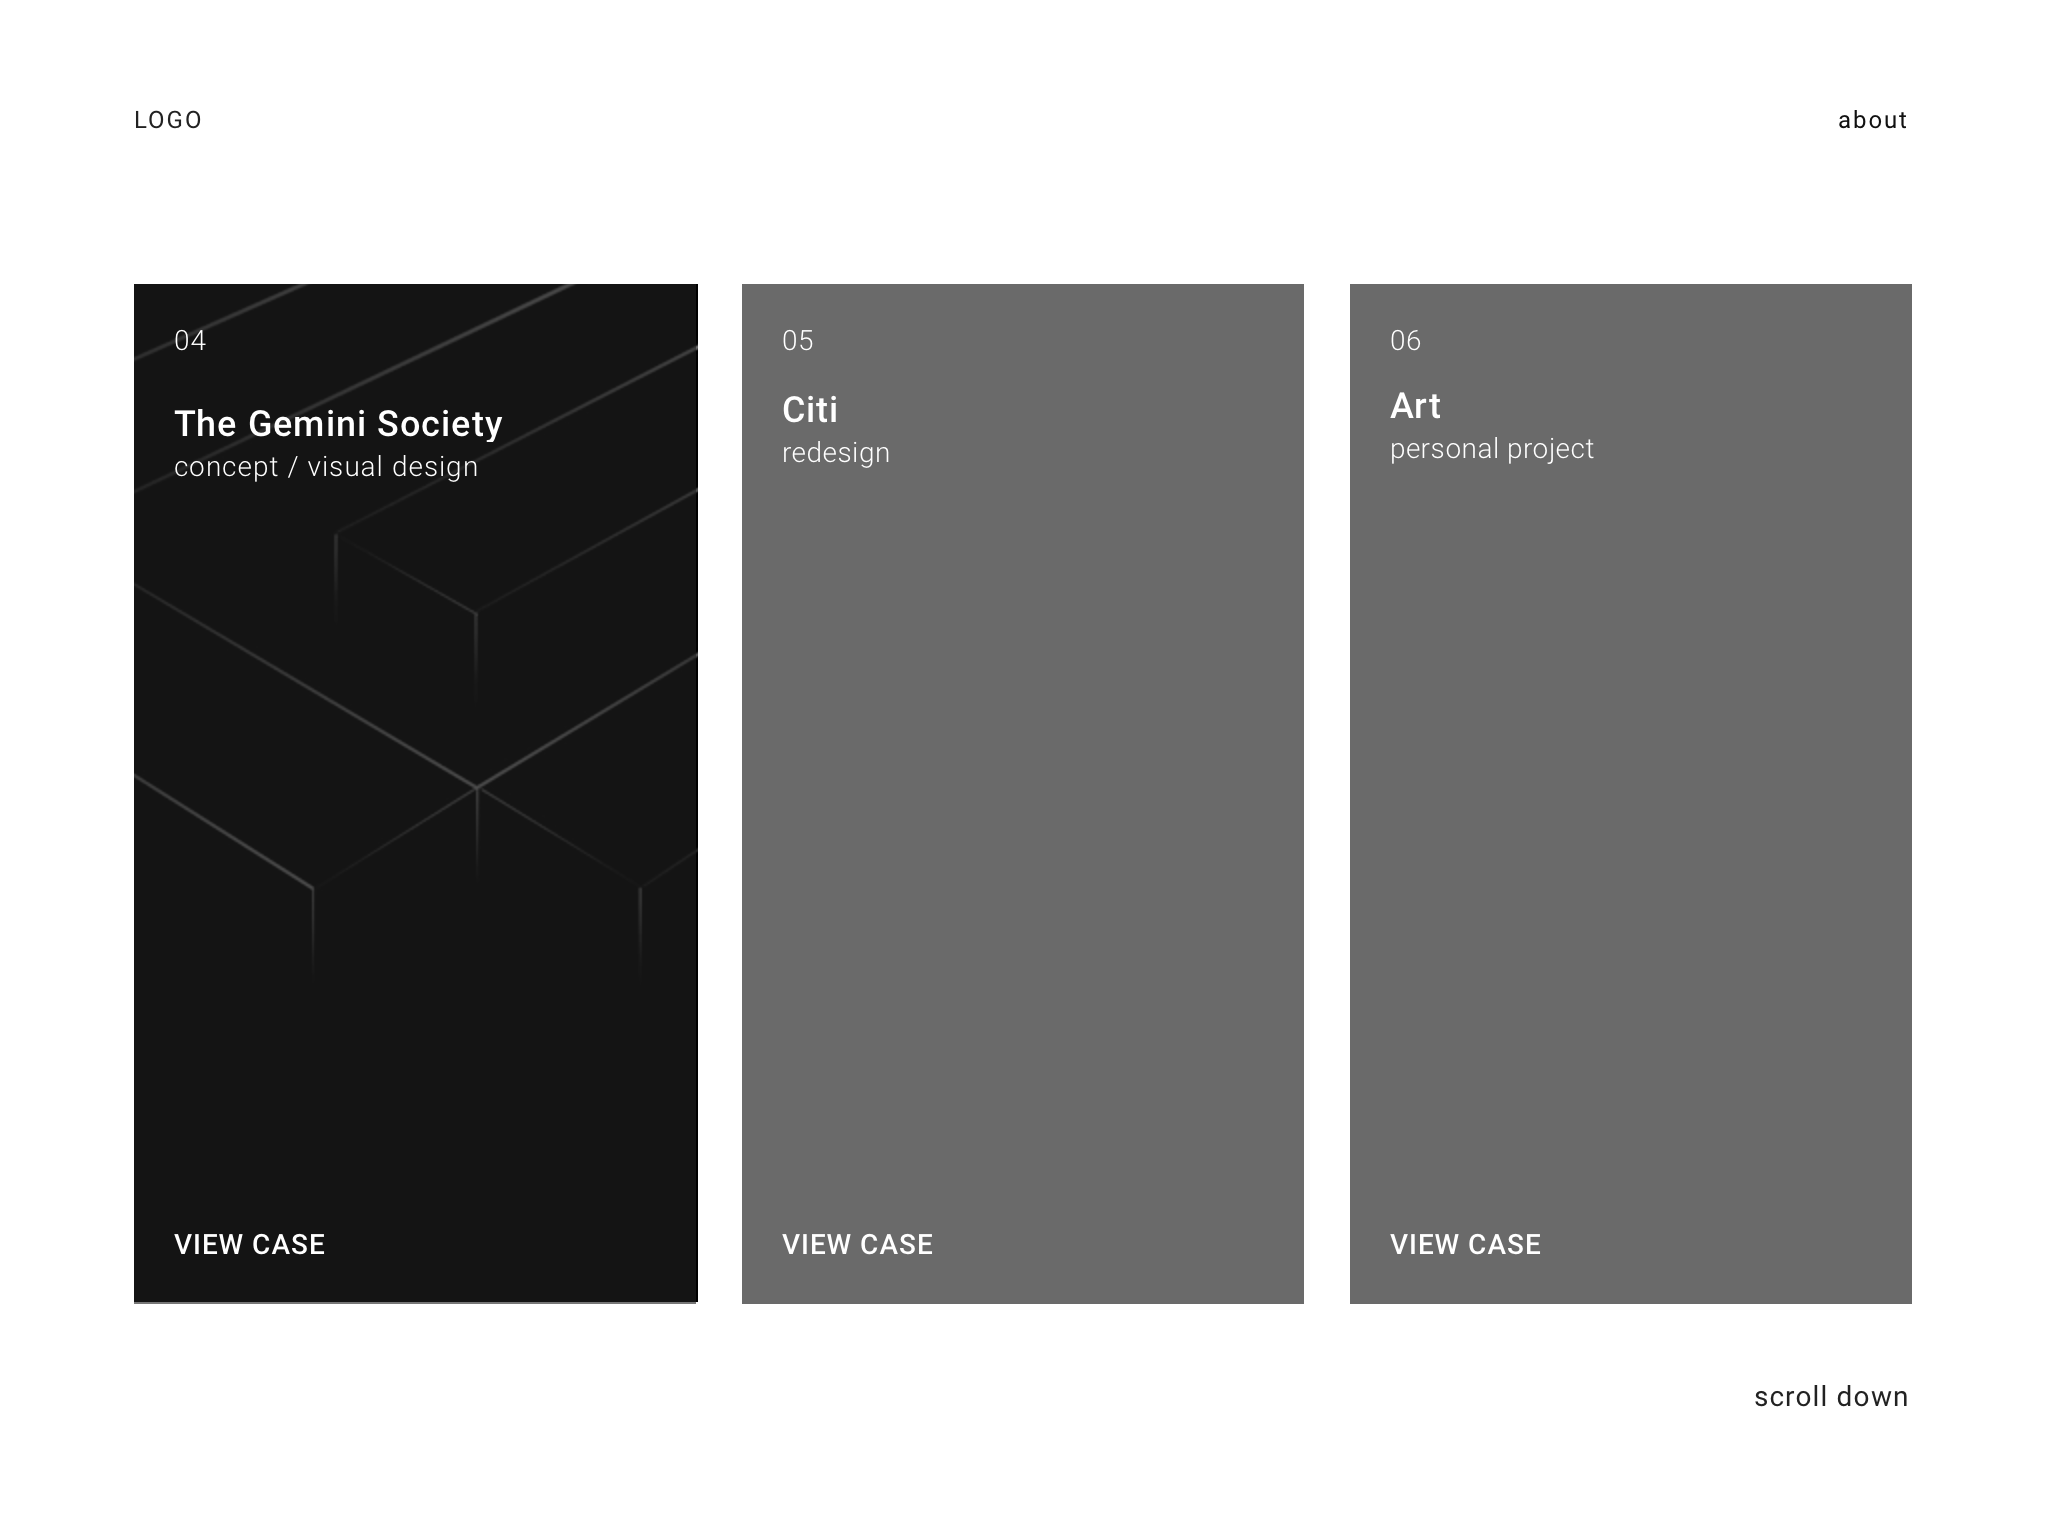 LOGO
about
04
The Gemini Society
concept / visual design
VIEW CASE
05
Citi
redesign
VIEW CASE
06
Art
personal project
VIEW CASE
scroll down